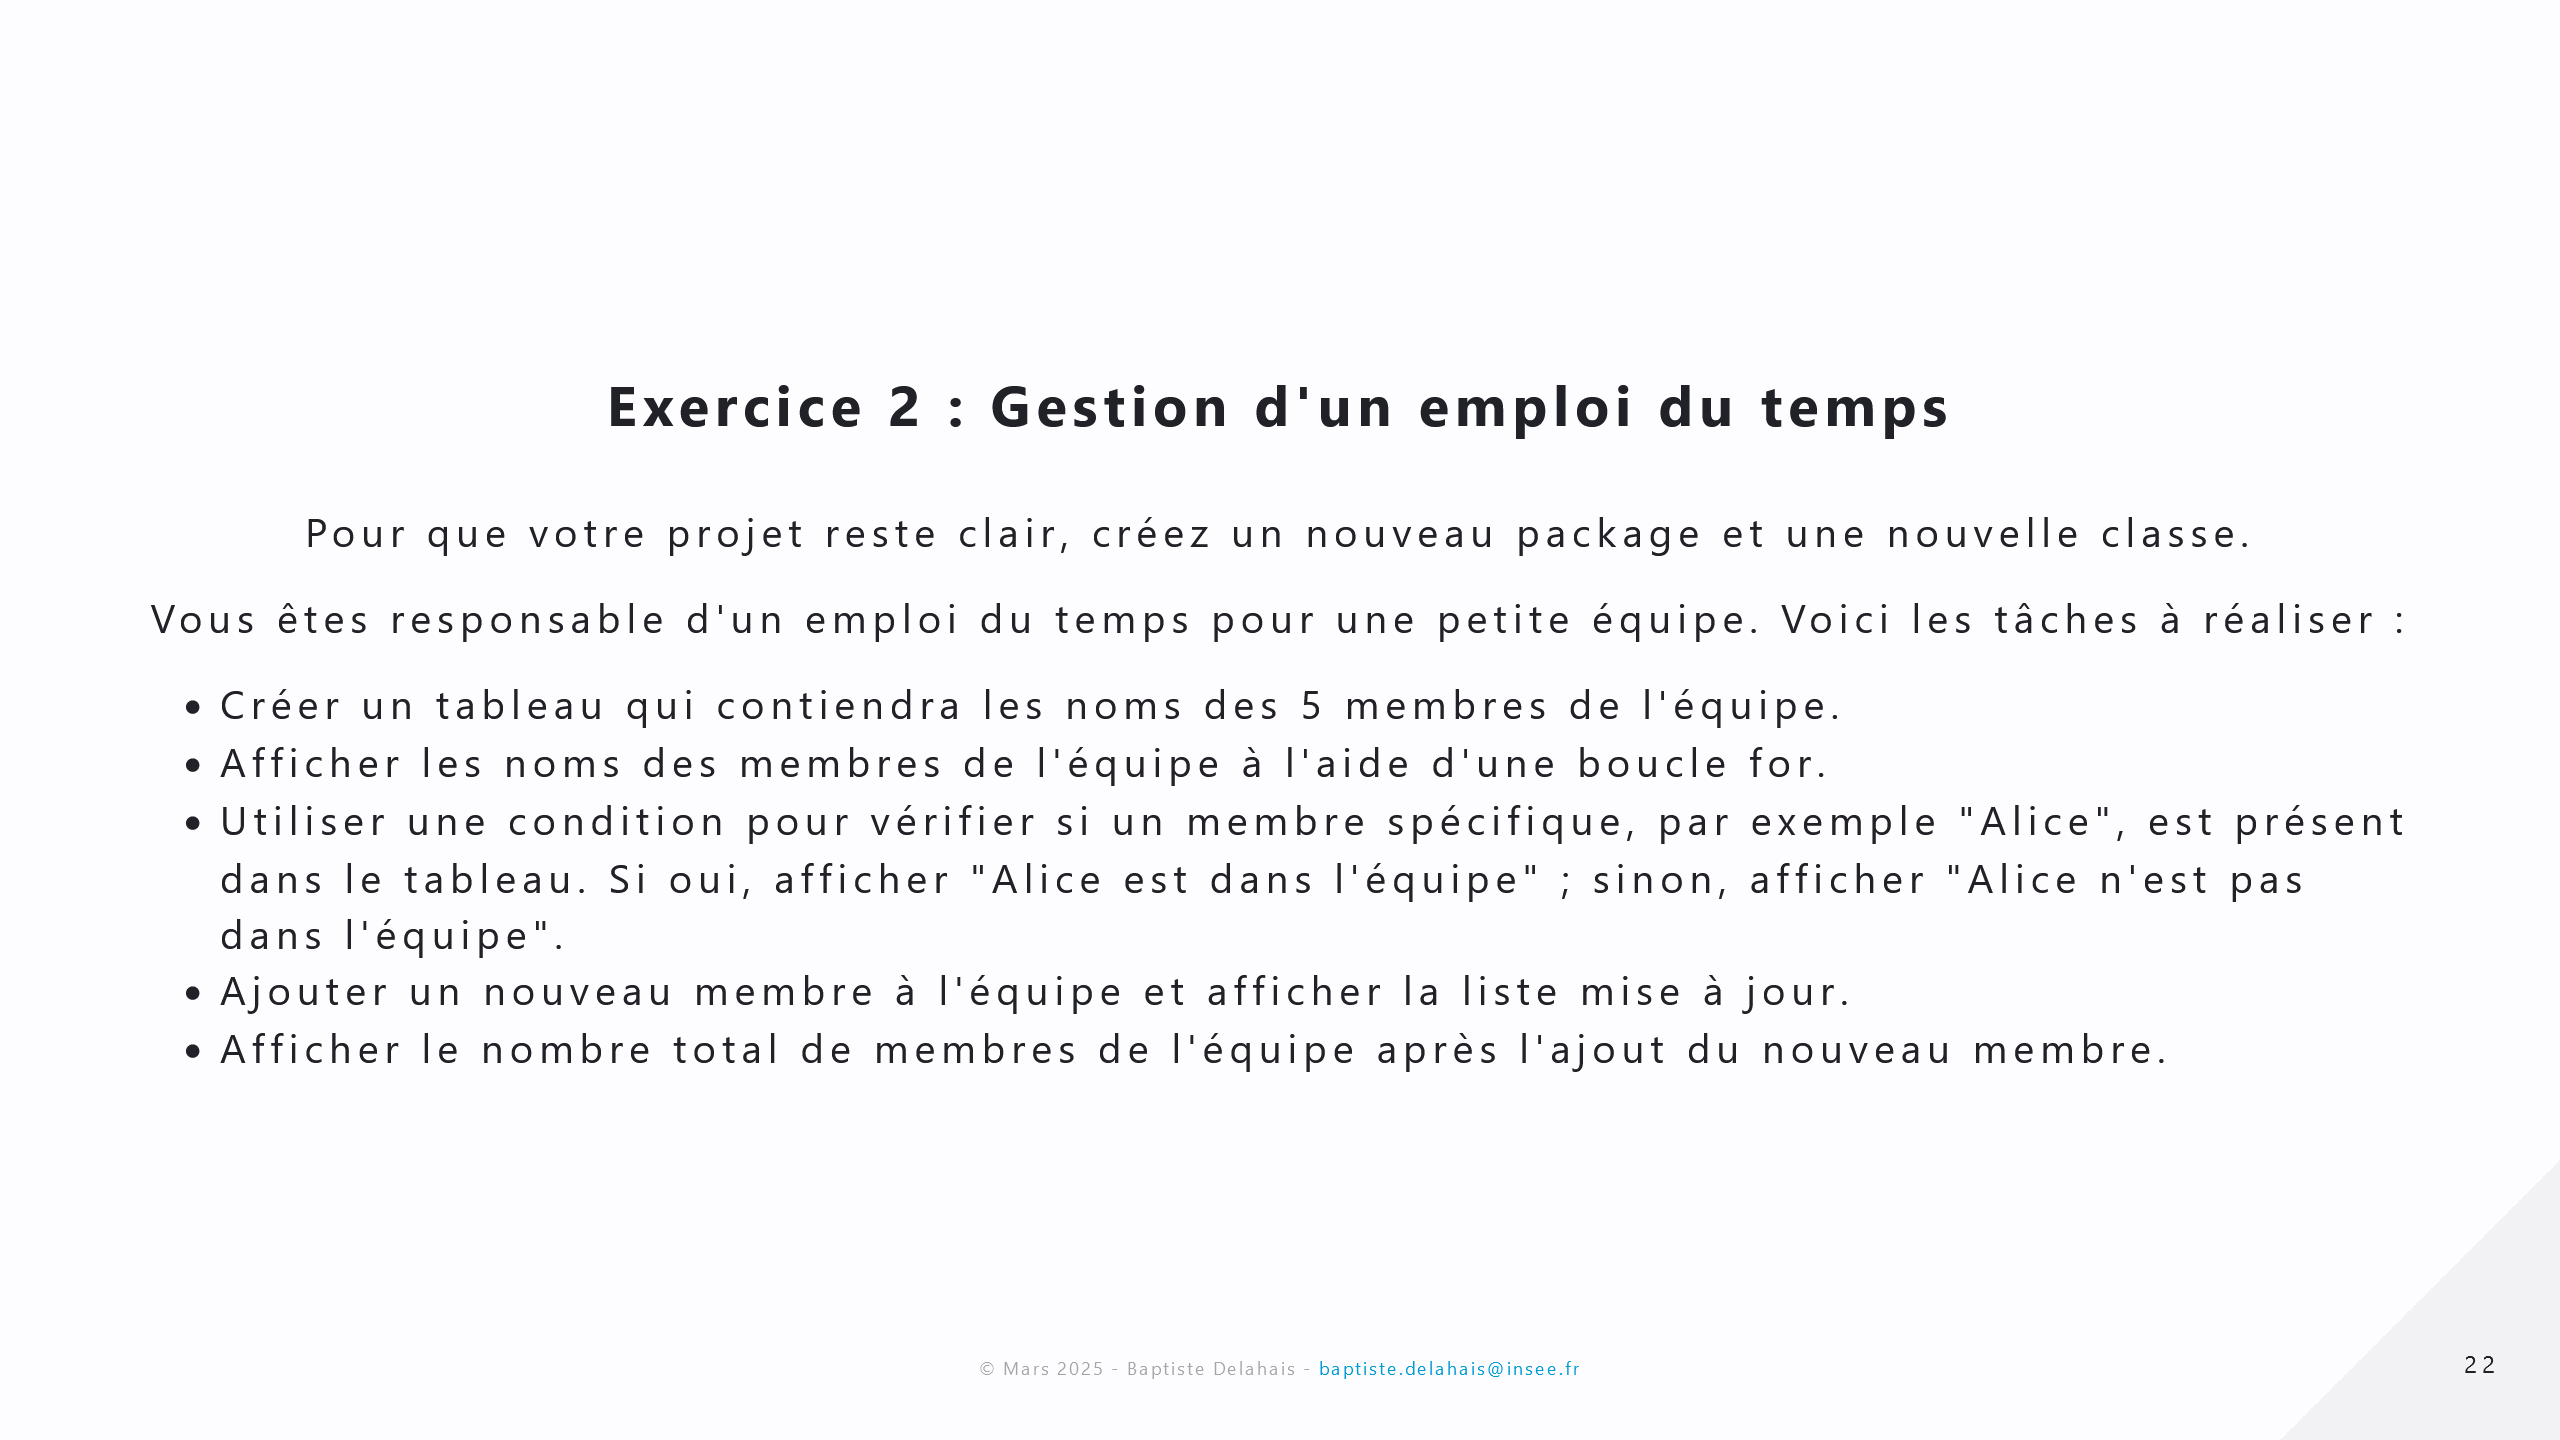 Exercice 2 : Gestion d'un emploi du temps
Pour que votre projet reste clair, créez un nouveau package et une nouvelle classe.
Vous êtes responsable d'un emploi du temps pour une petite équipe. Voici les tâches à réaliser :
• Créer un tableau qui contiendra les noms des 5 membres de l'équipe.
• Afficher les noms des membres de l'équipe à l'aide d'une boucle for.
• Utiliser une condition pour vérifier si un membre spécifique, par exemple "Alice", est présent
dans le tableau. Si oui, afficher "Alice est dans l'équipe" ; sinon, afficher "Alice n'est pas
dans l'équipe".
• Ajouter un nouveau membre à l'équipe et afficher la liste mise à jour.
• Afficher le nombre total de membres de l'équipe après l'ajout du nouveau membre.
© Mars 2025 - Baptiste Delahais - baptiste.delahais@insee.fr
22